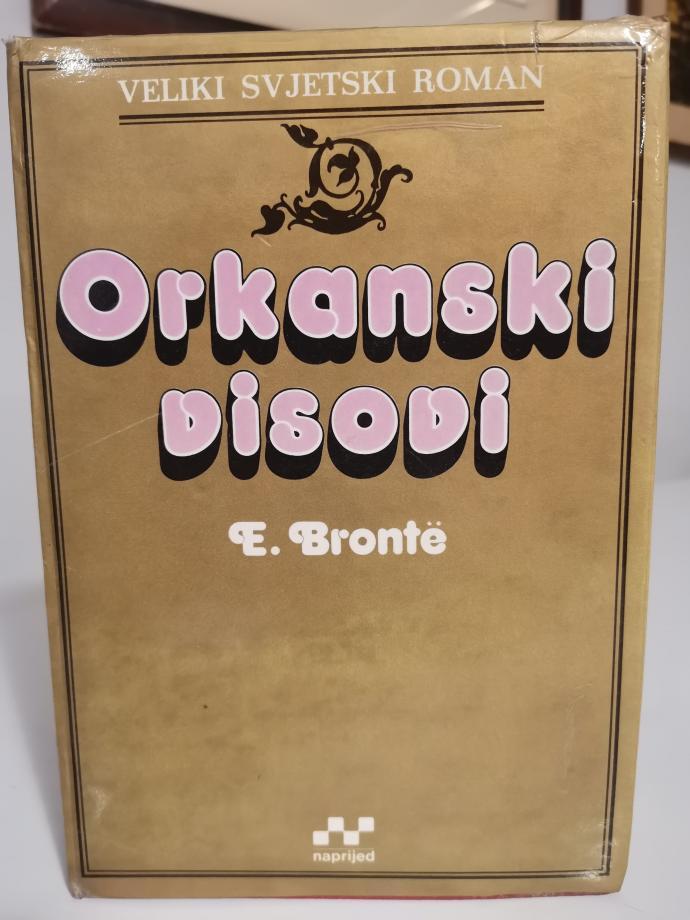 VELIKI SVJETSKI ROMAN
Orkanski
visovi
E. Brontë
naprijed